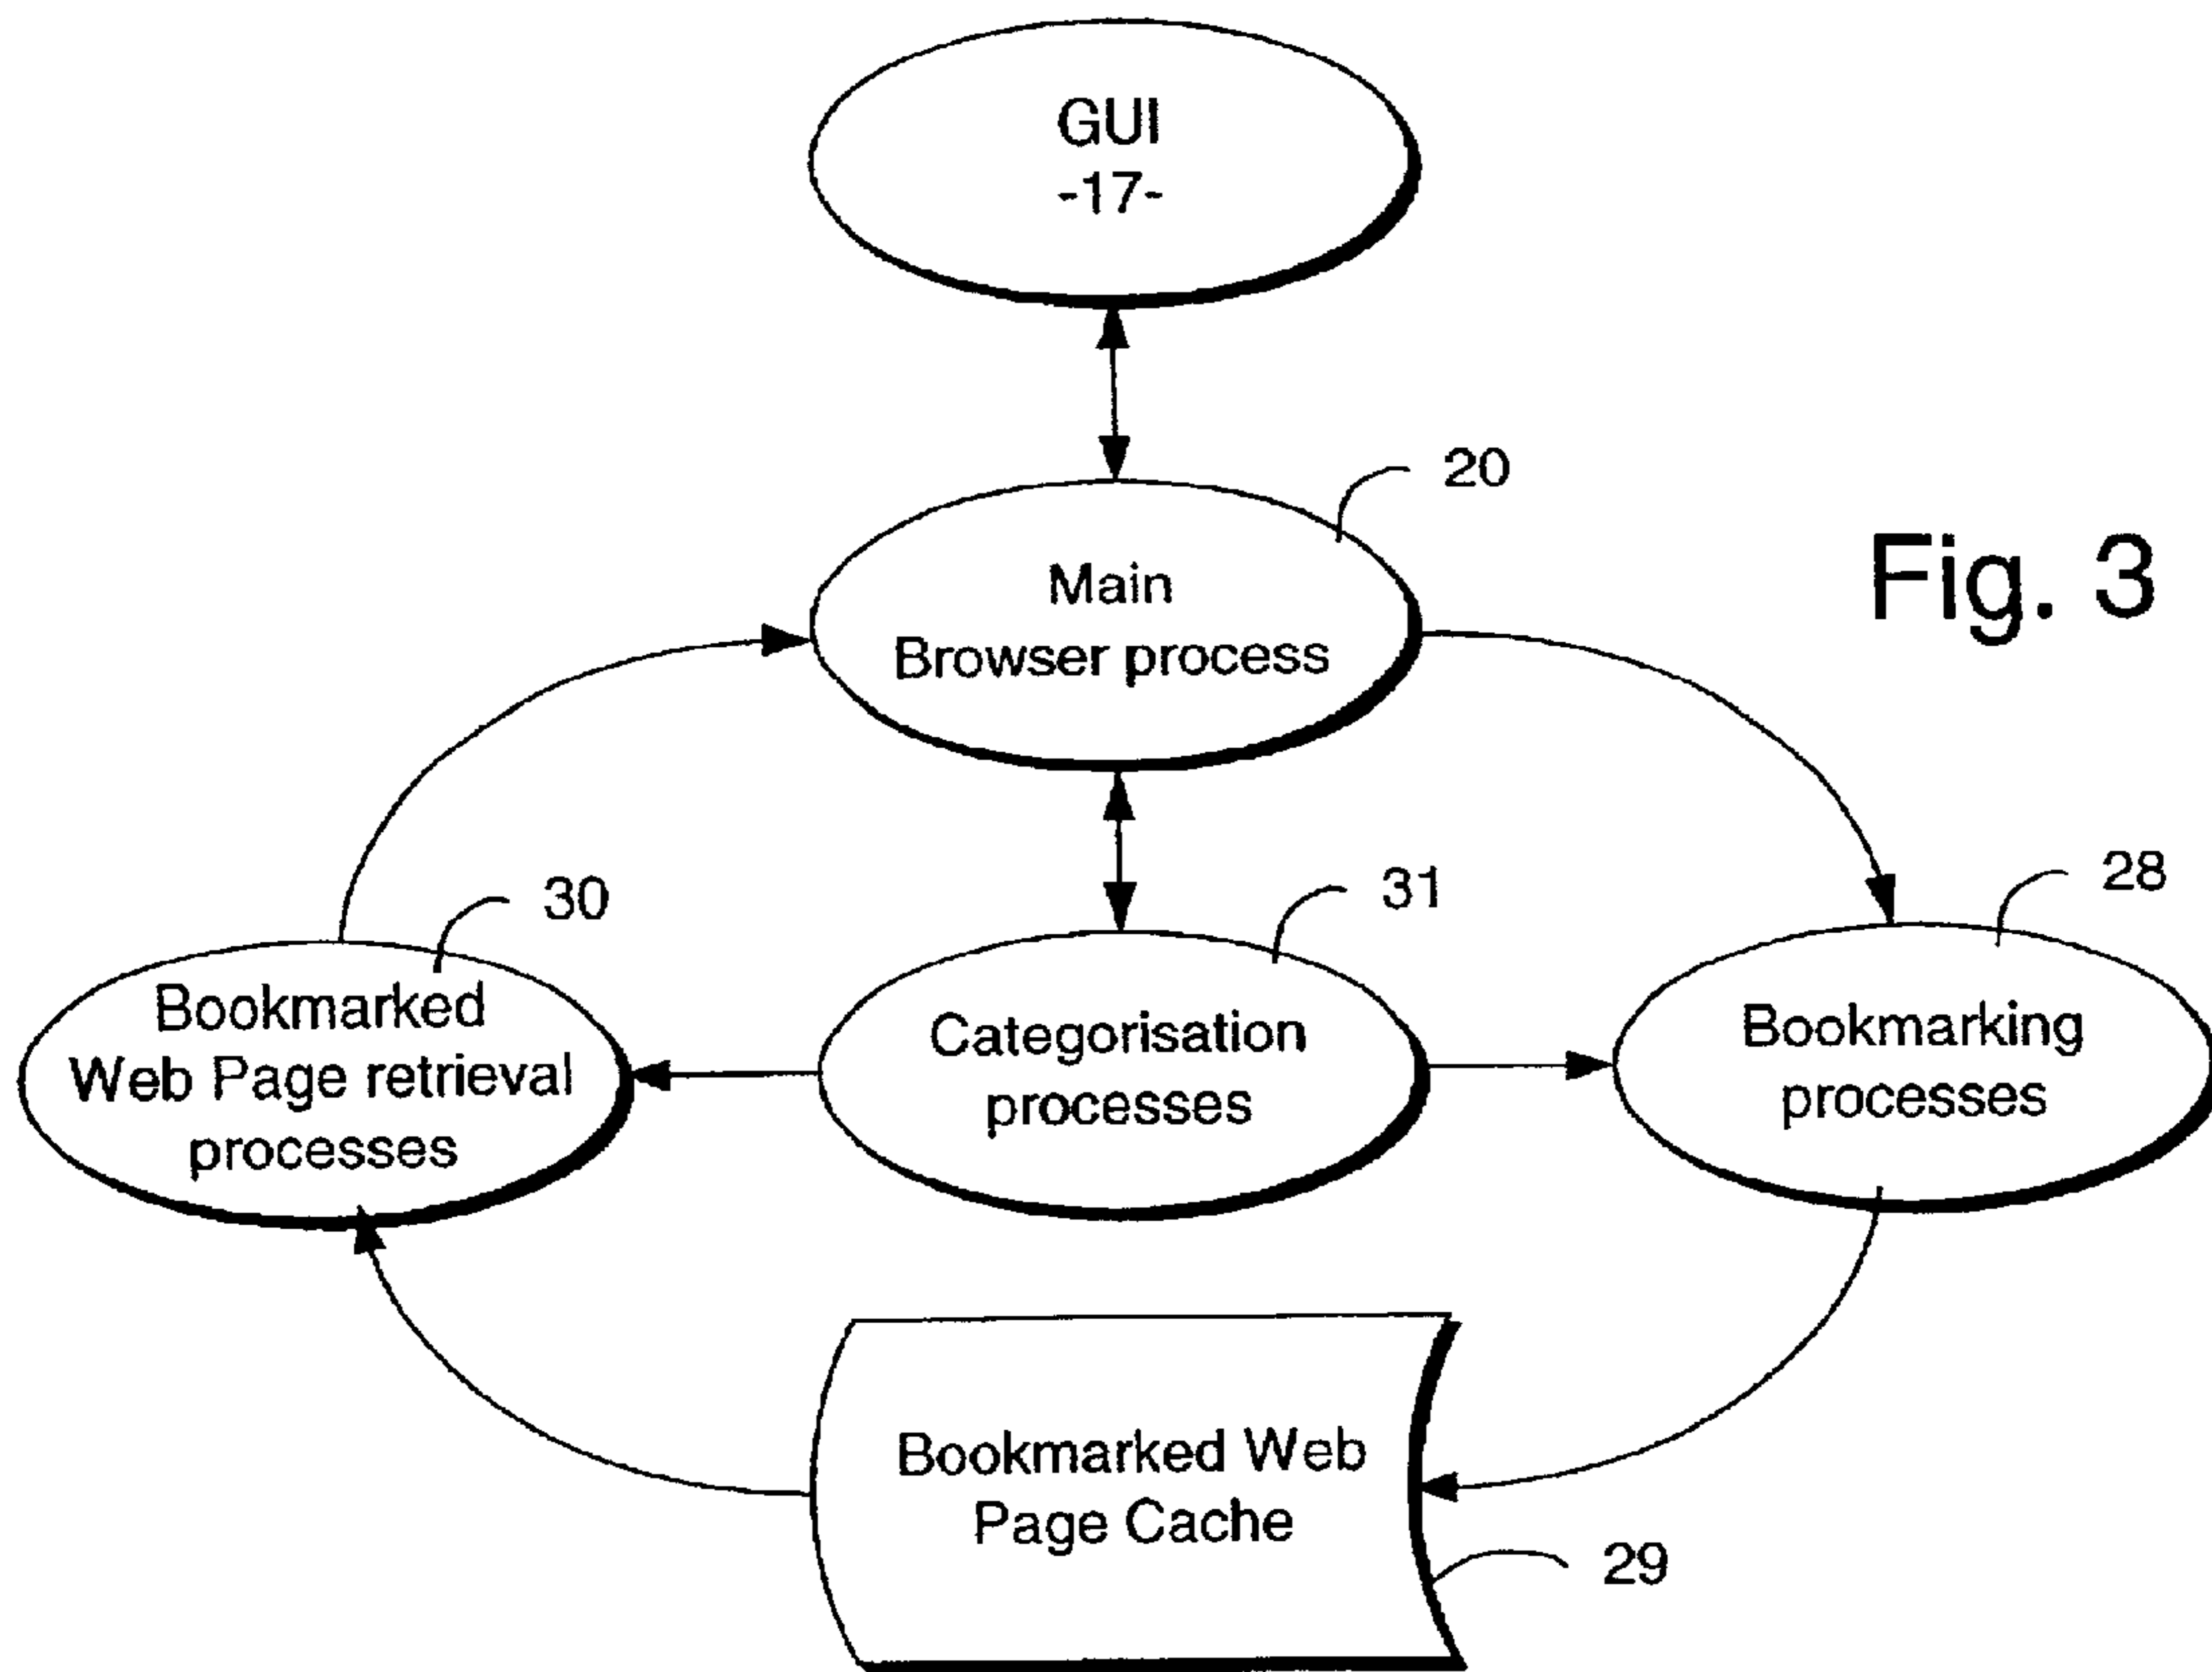 GUI
-17-
20
Main
Browser process
Fig. 3
30
31
28
Bookmarked
Web Page retrieval
processes
Categorisation
processes
Bookmarking
processes
Bookmarked Web
Page Cache
29